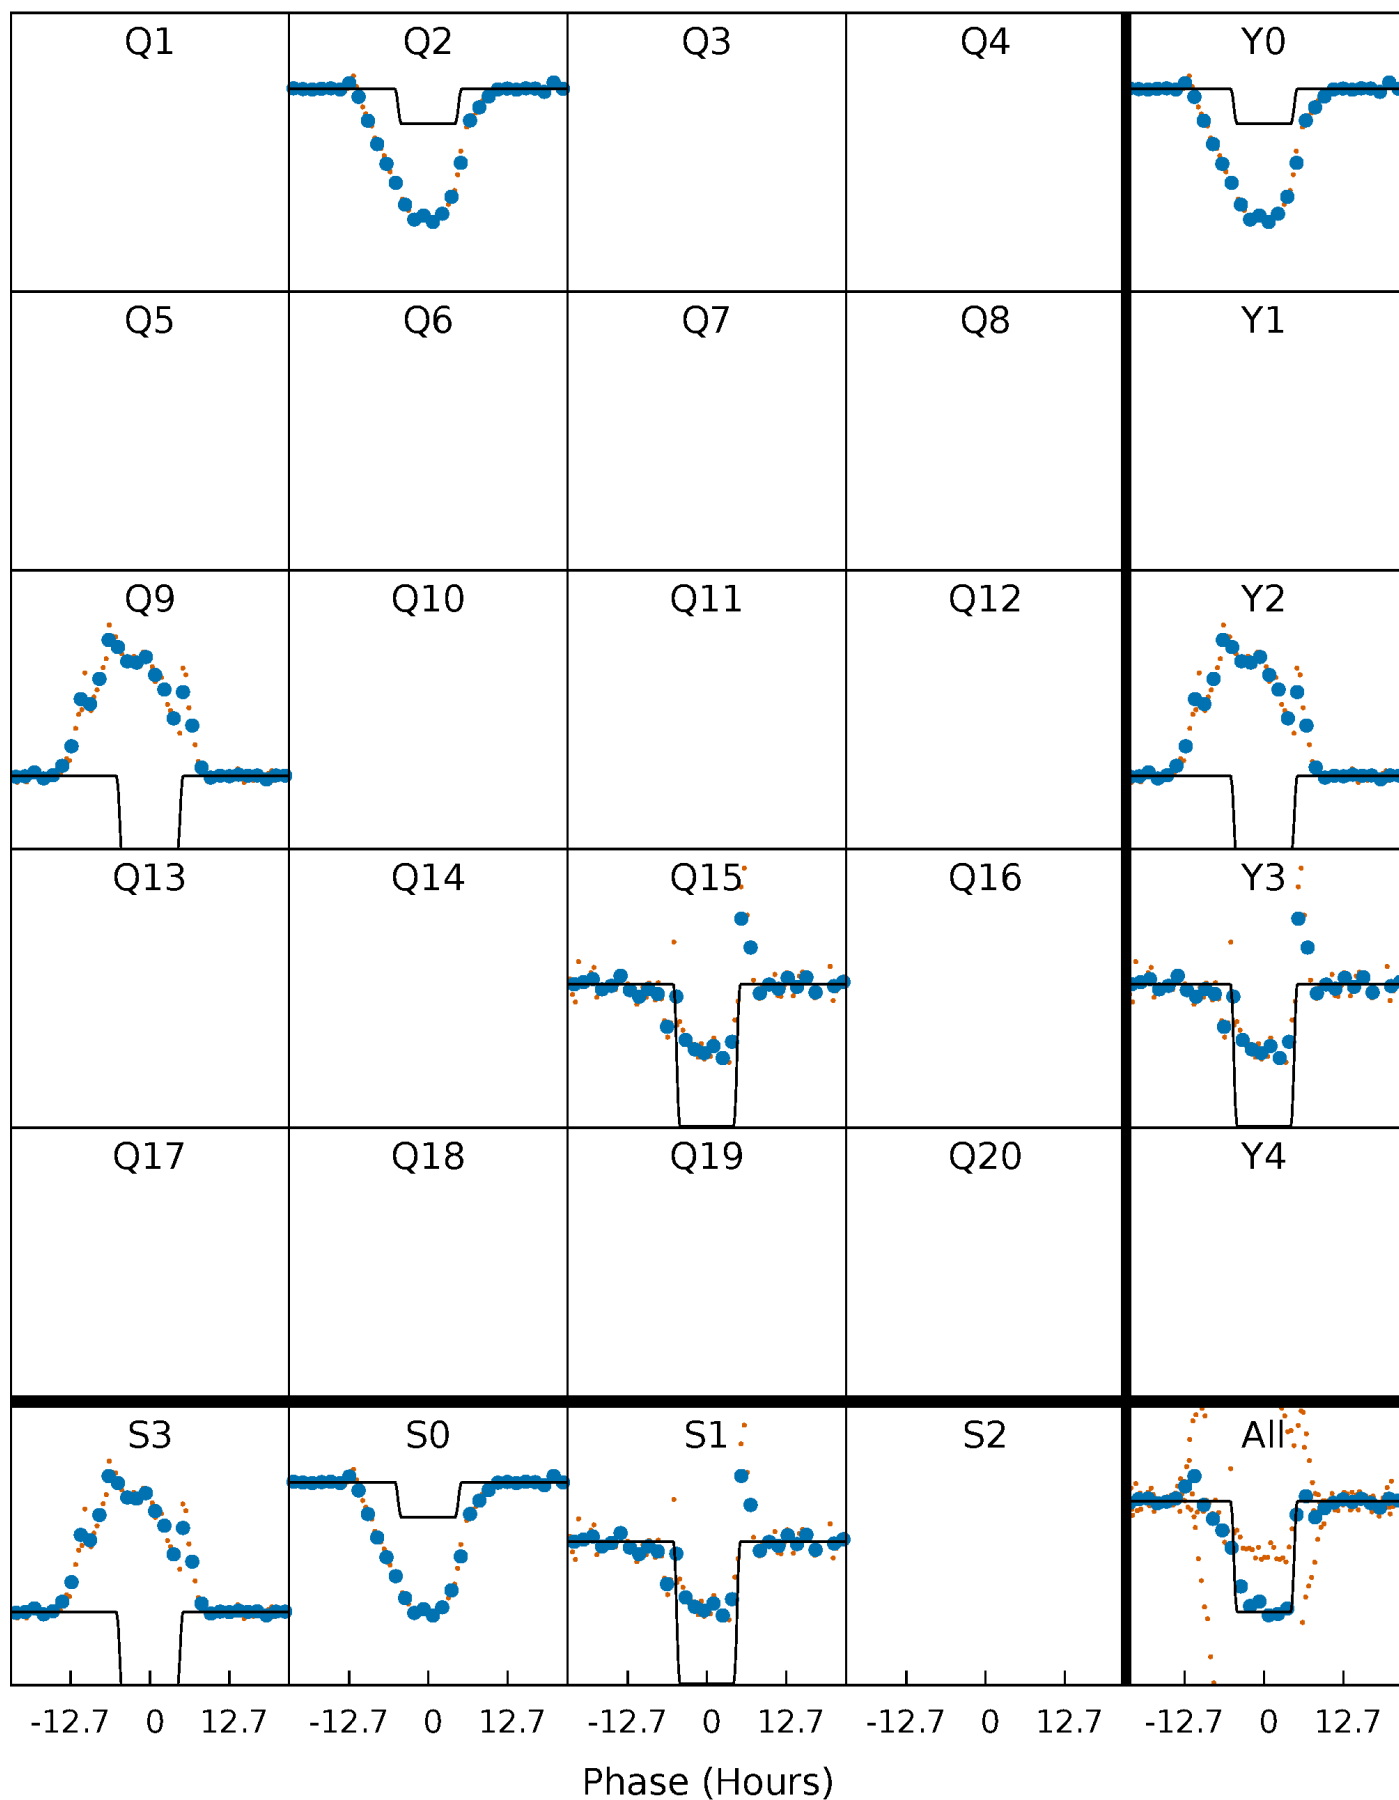 Q1 Q2 Q3 Q4 Y0
Q5 Q6 Q7 Q8 Y1
Q9 Q10 Q11 Q12 Y2
Q13 Q14 Q15 Q16 Y3
Q17 Q18 Q19 Q20 Y4
S3 S0 S1 S2 All
-12.7 0 12.7 -12.7 0 12.7 -12.7 0 12.7 -12.7 0 12.7 -12.7 0 12.7
Phase (Hours)